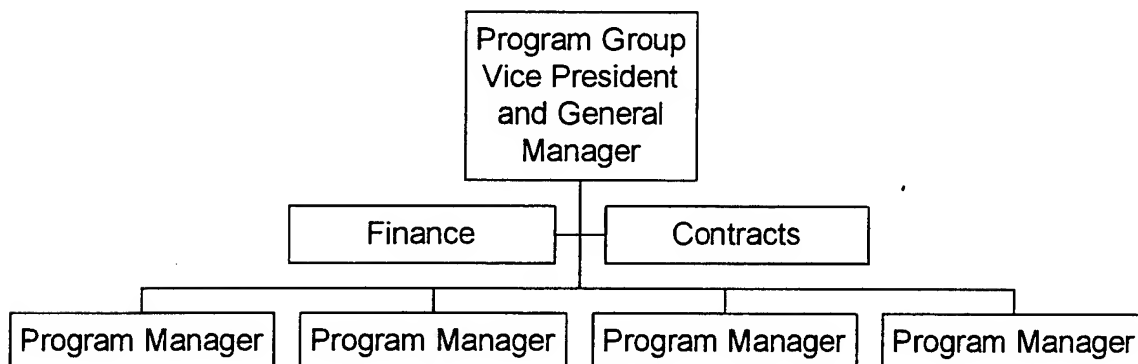 Program Group
Vice President
and General
Manager
Finance
Contracts
Program Manager
Program Manager
Program Manager
Program Manager